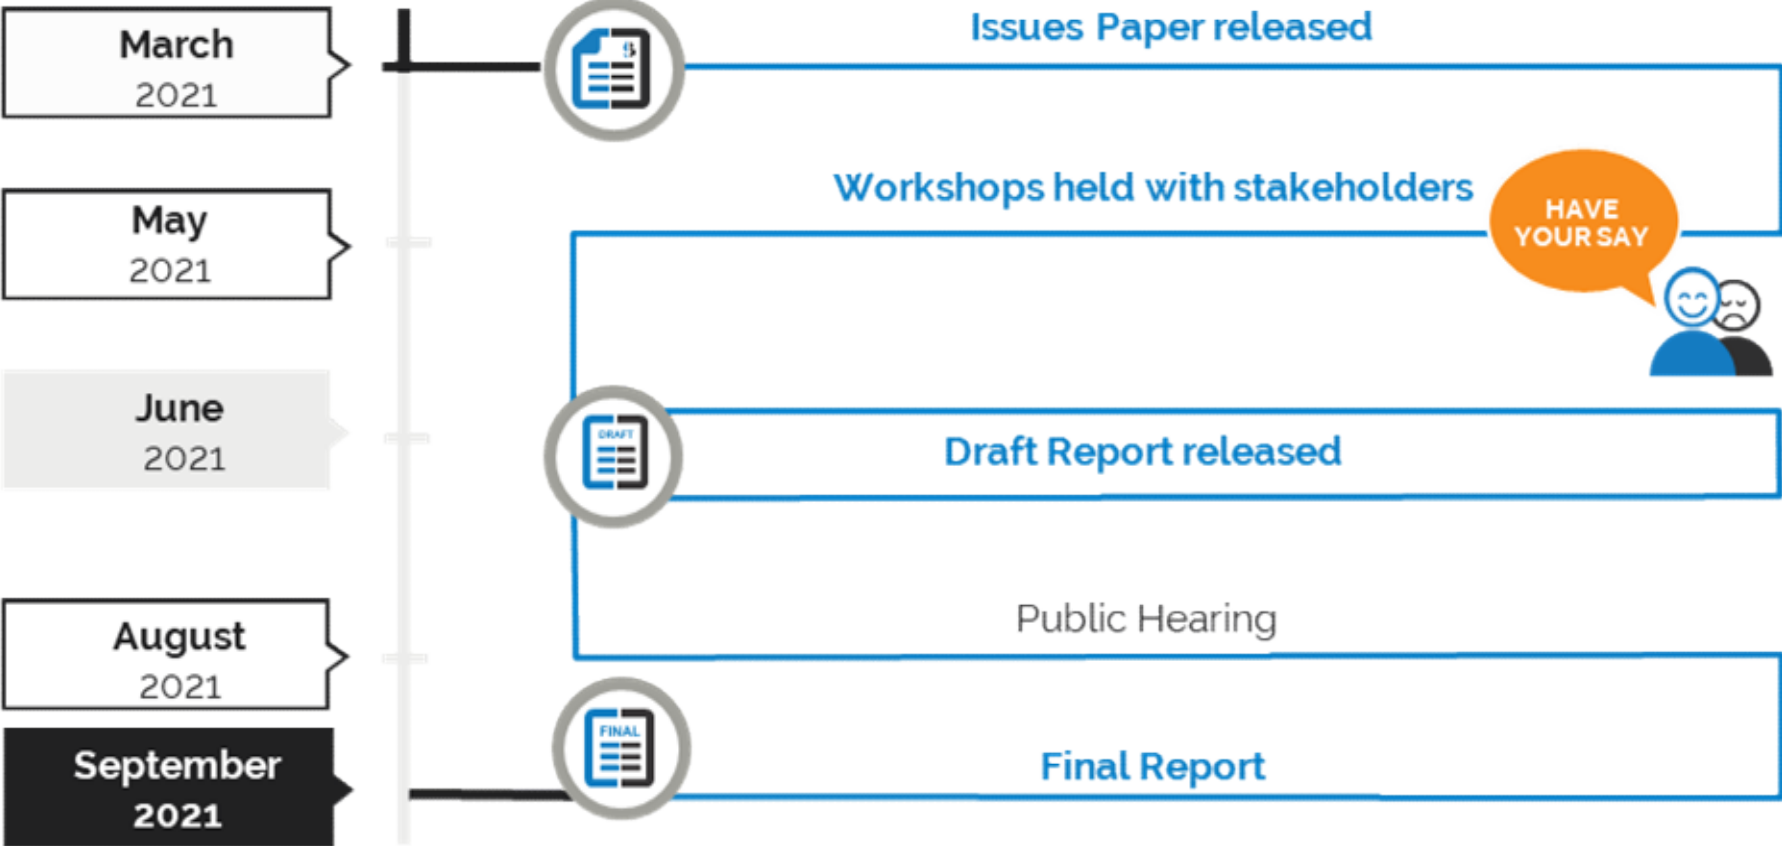 March
2021
Issues Paper released
$
May
2021
Workshops held with stakeholders
HAVE
YOUR SAY
June
2021
DRAFT
Draft Report released
August
2021
Public Hearing
September
2021
FINAL
Final Report